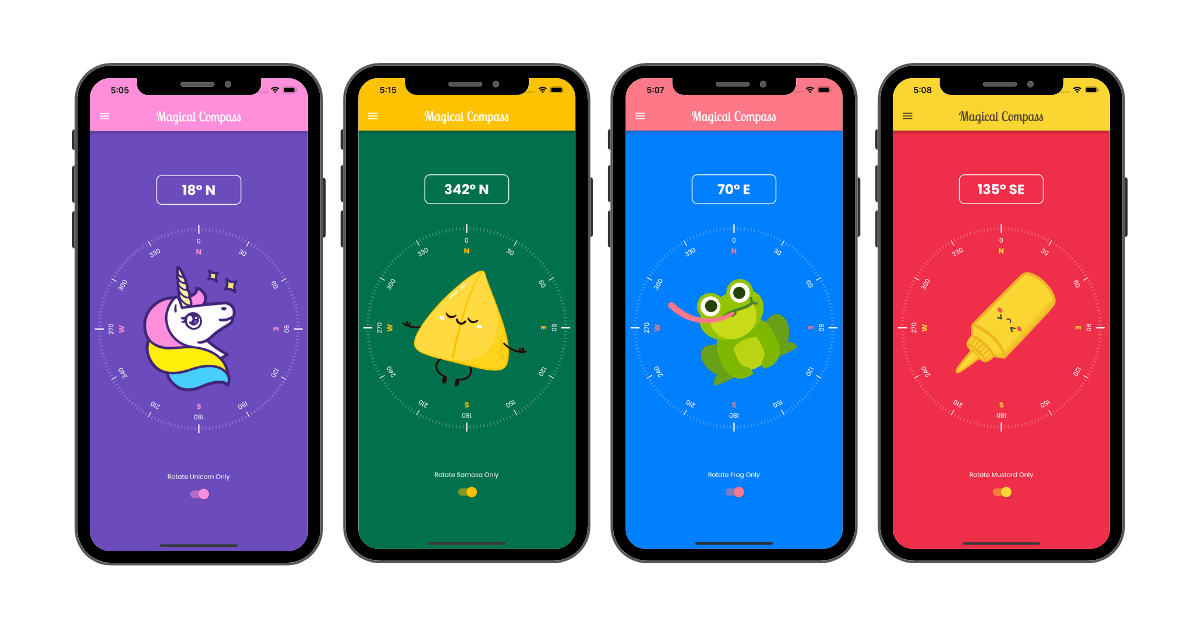 5:05
Magical Compass
18° N
0
N
330
30
300
60
270
W
E
90
240
120
210
S
150
180
Rotate Unicorn Only
5:15
Magical Compass
342° N
0
N
330
30
300
60
270
W
E
90
240
120
210
S
150
180
Rotate Samosa Only
5:07
Magical Compass
70° E
0
N
330
30
300
60
270
W
E
90
240
120
210
S
150
180
Rotate Frog Only
5:08
Magical Compass
135° SE
0
N
330
30
300
60
270
W
E
90
240
120
210
S
150
180
Rotate Mustard Only